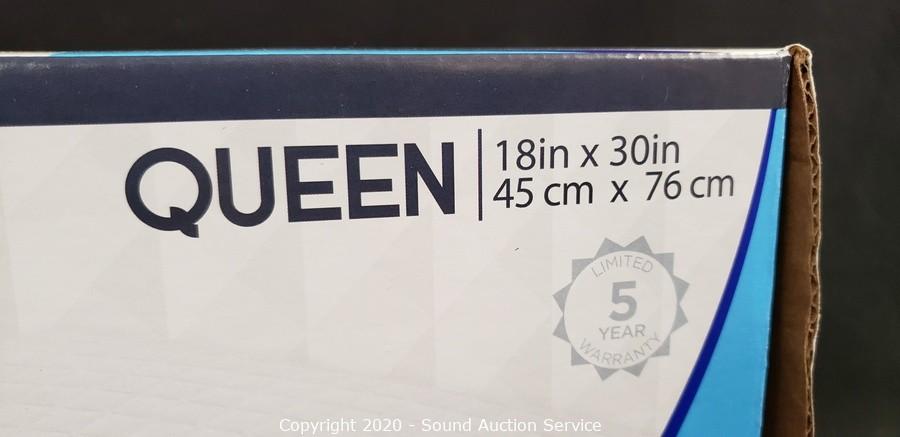 QUEEN
18in x 30in
45 cm x 76 cm
LIMITED
5
YEAR
WARRANTY
Copyright 2020 - Sound Auction Service